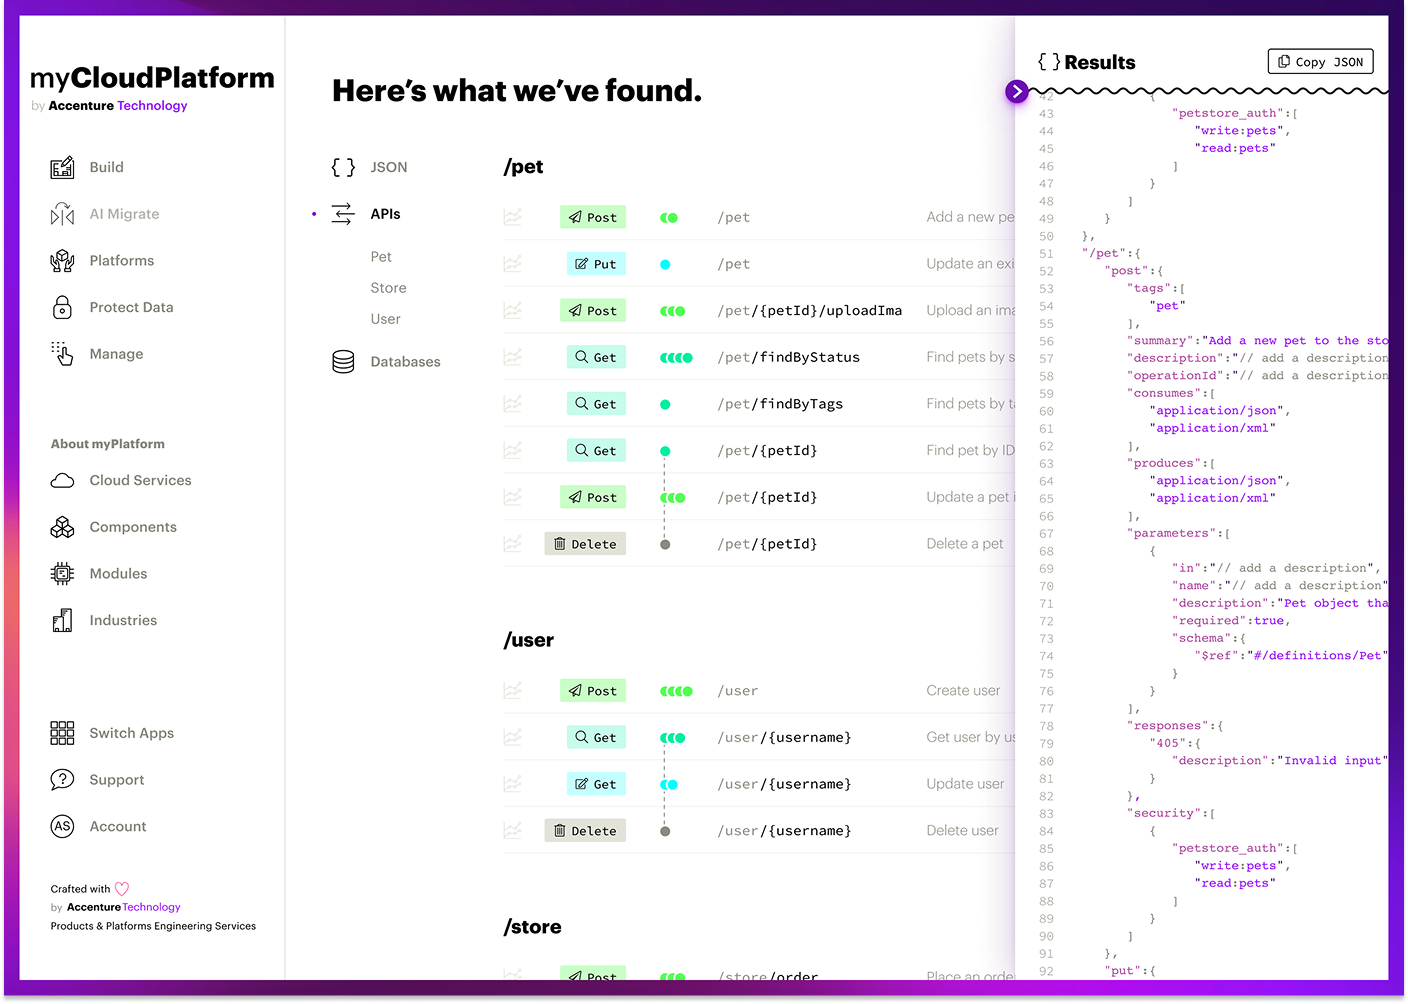 myCloudPlatform
by Accenture Technology
Build
AI Migrate
Platforms
Protect Data
Manage
About myPlatform
Cloud Services
Components
Modules
Industries
Switch Apps
Support
AS Account
Crafted with
by Accenture Technology
Products & Platforms Engineering Services
Here's what we've found.
{ } JSON
APIs
Pet
Store
User
Databases
/pet
Post /pet Add a new pe
Put /pet Update an exi
Post /pet/{petId}/uploadIma Upload an ima
Get /pet/findByStatus Find pets by s
Get /pet/findByTags Find pets by ta
Get /pet/{petId} Find pet by ID
Post /pet/{petId} Update a pet i
Delete /pet/{petId} Delete a pet
/user
Post /user Create user
Get /user/{username} Get user by us
Get /user/{username} Update user
Delete /user/{username} Delete user
/store
Post /store/order Place an orde
{ } Results
Copy JSON
42 {
43 "petstore_auth":[
44 "write:pets",
45 "read:pets"
46 ]
47 }
48 ]
49 }
50 },
51 "/pet":{
52 "post":{
53 "tags":[
54 "pet"
55 ],
56 "summary":"Add a new pet to the sto
57 "description":"// add a description
58 "operationId":"// add a description
59 "consumes":[
60 "application/json",
61 "application/xml"
62 ],
63 "produces":[
64 "application/json",
65 "application/xml"
66 ],
67 "parameters":[
68 {
69 "in":"// add a description",
70 "name":"// add a description"
71 "description":"Pet object tha
72 "required":true,
73 "schema":{
74 "$ref":"#/definitions/Pet"
75 }
76 }
77 ],
78 "responses":{
79 "405":{
80 "description":"Invalid input"
81 }
82 },
83 "security":[
84 {
85 "petstore_auth":[
86 "write:pets",
87 "read:pets"
88 ]
89 }
90 ]
91 },
92 "put":{